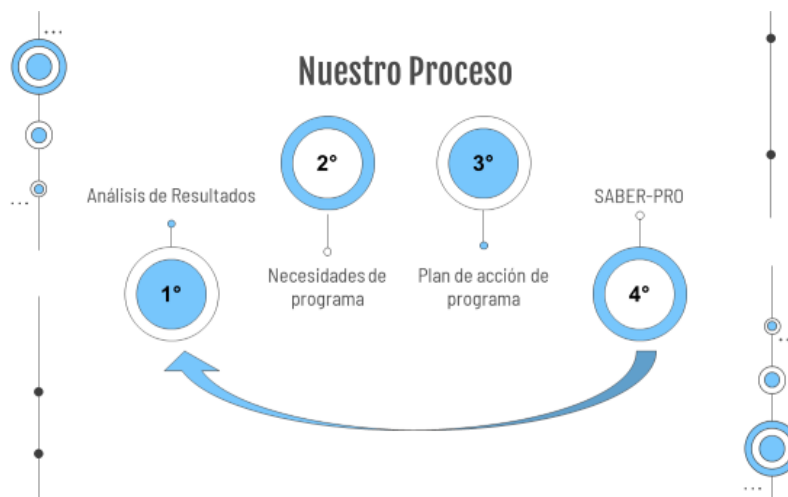 Nuestro Proceso
1°
Análisis de Resultados
2°
Necesidades de
programa
3°
Plan de acción de
programa
4°
SABER-PRO